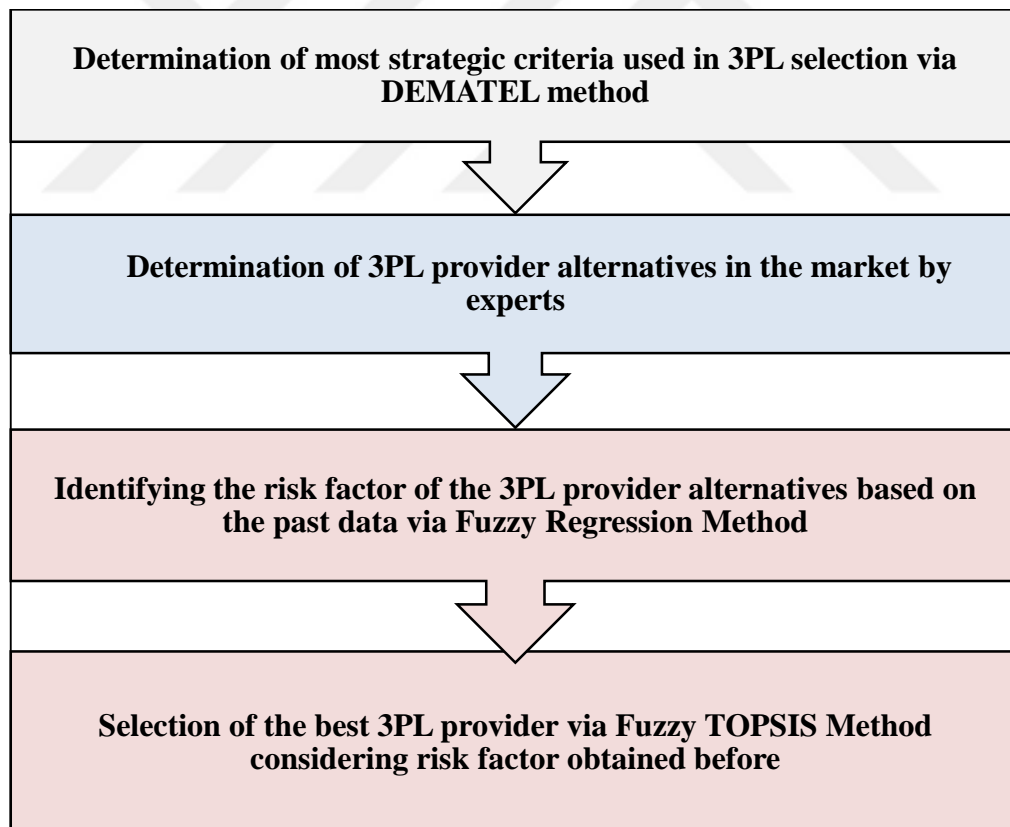 Determination of most strategic criteria used in 3PL selection via
DEMATEL method
Determination of 3PL provider alternatives in the market by
experts
Identifying the risk factor of the 3PL provider alternatives based on
the past data via Fuzzy Regression Method
Selection of the best 3PL provider via Fuzzy TOPSIS Method
considering risk factor obtained before